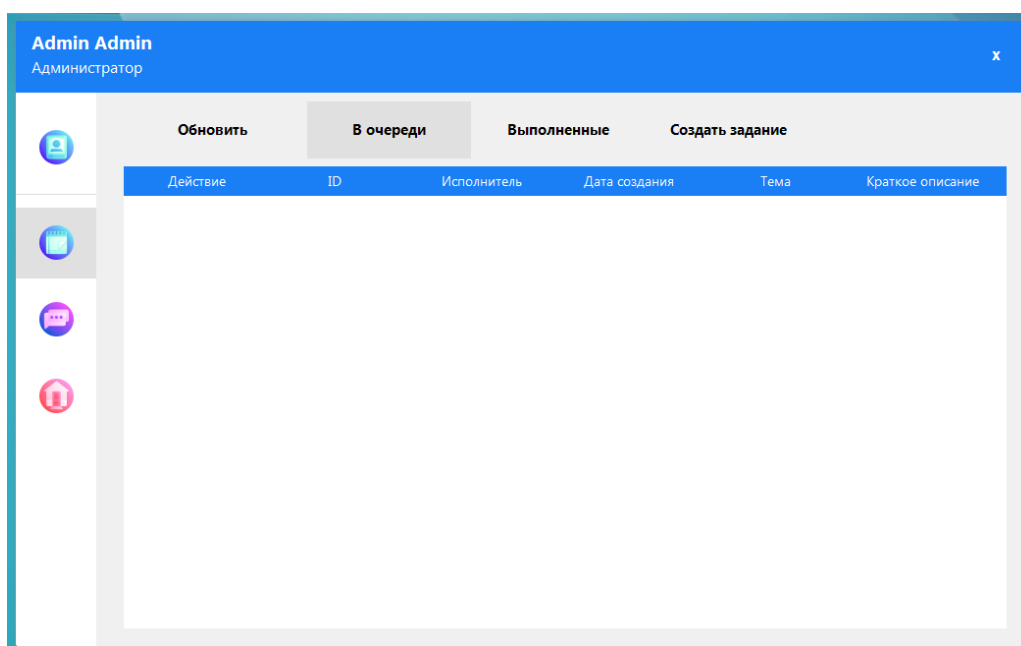 Admin Admin
Администратор
x
Обновить В очереди Выполненные Создать задание
Действие ID Исполнитель Дата создания Тема Краткое описание